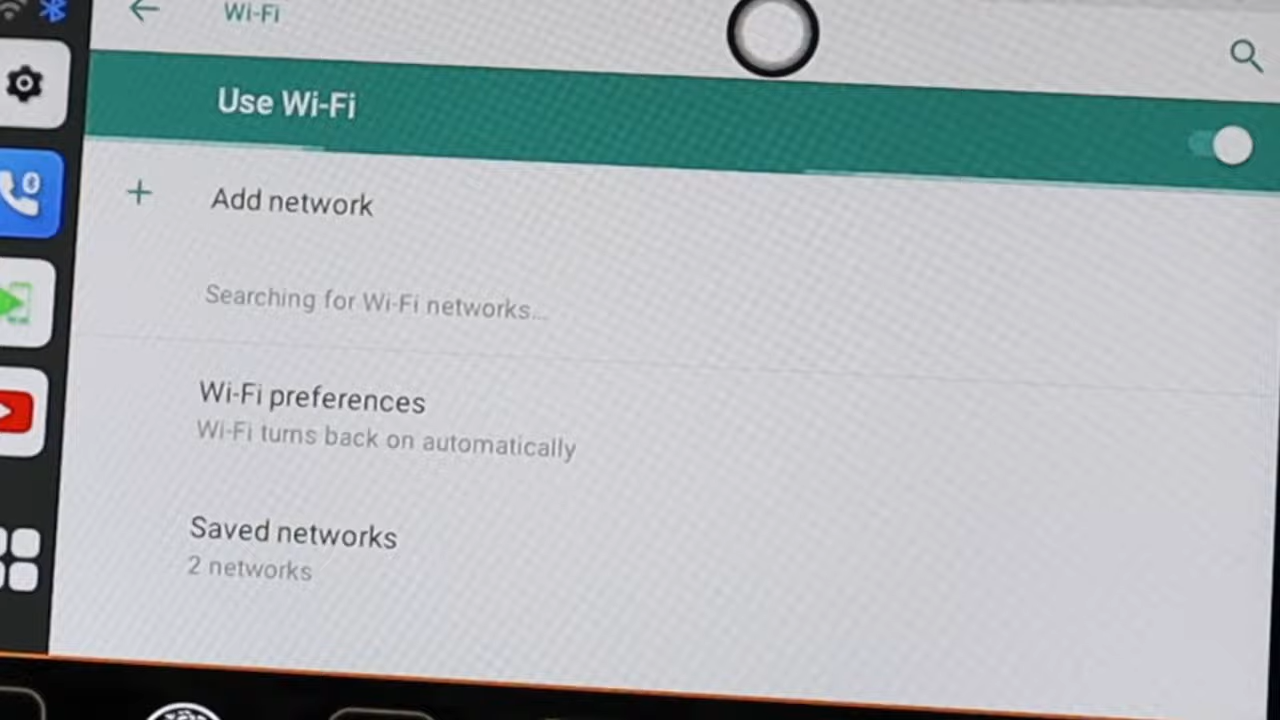 Wi-Fi
Use Wi-Fi
Add network
Searching for Wi-Fi networks...
Wi-Fi preferences
Wi-Fi turns back on automatically
Saved networks
2 networks